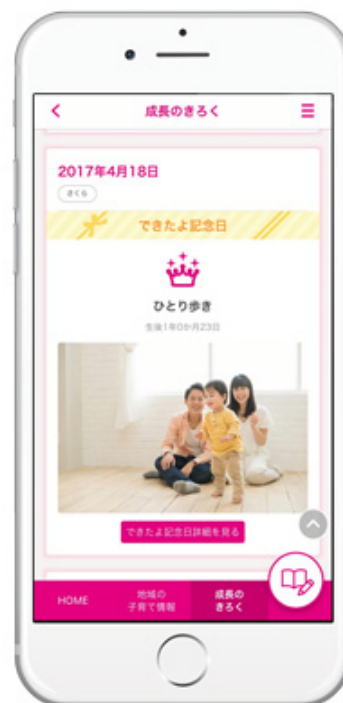 成長のきろく
2017年4月18日
さくら
できたよ記念日
ひとり歩き
生後1年0か月23日
できたよ記念日詳細を見る
HOME
地域の
子育て情報
成長の
きろく